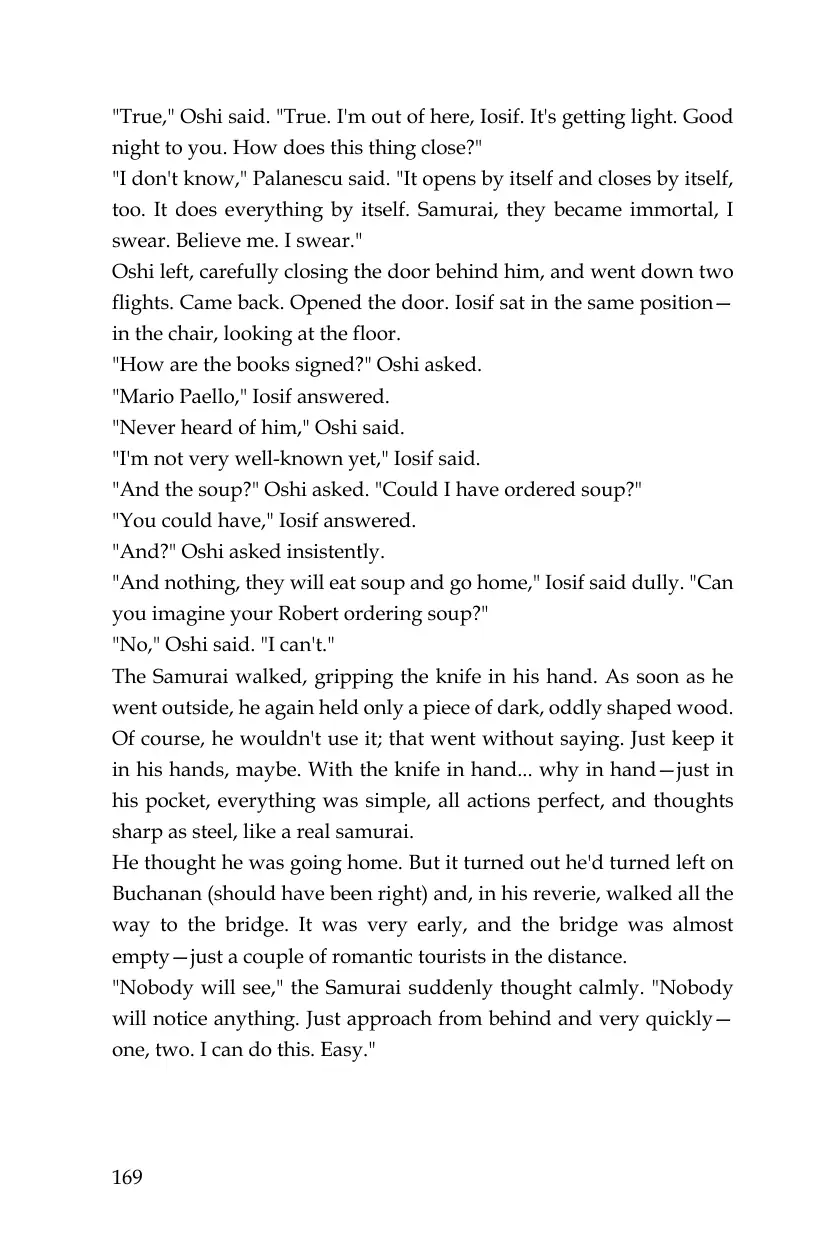 "True," Oshi said. "True. I'm out of here, Iosif. It's getting light. Good
night to you. How does this thing close?"
"I don't know," Palanescu said. "It opens by itself and closes by itself,
too. It does everything by itself. Samurai, they became immortal, I
swear. Believe me. I swear."
Oshi left, carefully closing the door behind him, and went down two
flights. Came back. Opened the door. Iosif sat in the same position—
in the chair, looking at the floor.
"How are the books signed?" Oshi asked.
"Mario Paello," Iosif answered.
"Never heard of him," Oshi said.
"I'm not very well-known yet," Iosif said.
"And the soup?" Oshi asked. "Could I have ordered soup?"
"You could have," Iosif answered.
"And?" Oshi asked insistently.
"And nothing, they will eat soup and go home," Iosif said dully. "Can
you imagine your Robert ordering soup?"
"No," Oshi said. "I can't."
The Samurai walked, gripping the knife in his hand. As soon as he
went outside, he again held only a piece of dark, oddly shaped wood.
Of course, he wouldn't use it; that went without saying. Just keep it
in his hands, maybe. With the knife in hand... why in hand—just in
his pocket, everything was simple, all actions perfect, and thoughts
sharp as steel, like a real samurai.
He thought he was going home. But it turned out he'd turned left on
Buchanan (should have been right) and, in his reverie, walked all the
way to the bridge. It was very early, and the bridge was almost
empty—just a couple of romantic tourists in the distance.
"Nobody will see," the Samurai suddenly thought calmly. "Nobody
will notice anything. Just approach from behind and very quickly—
one, two. I can do this. Easy."
169